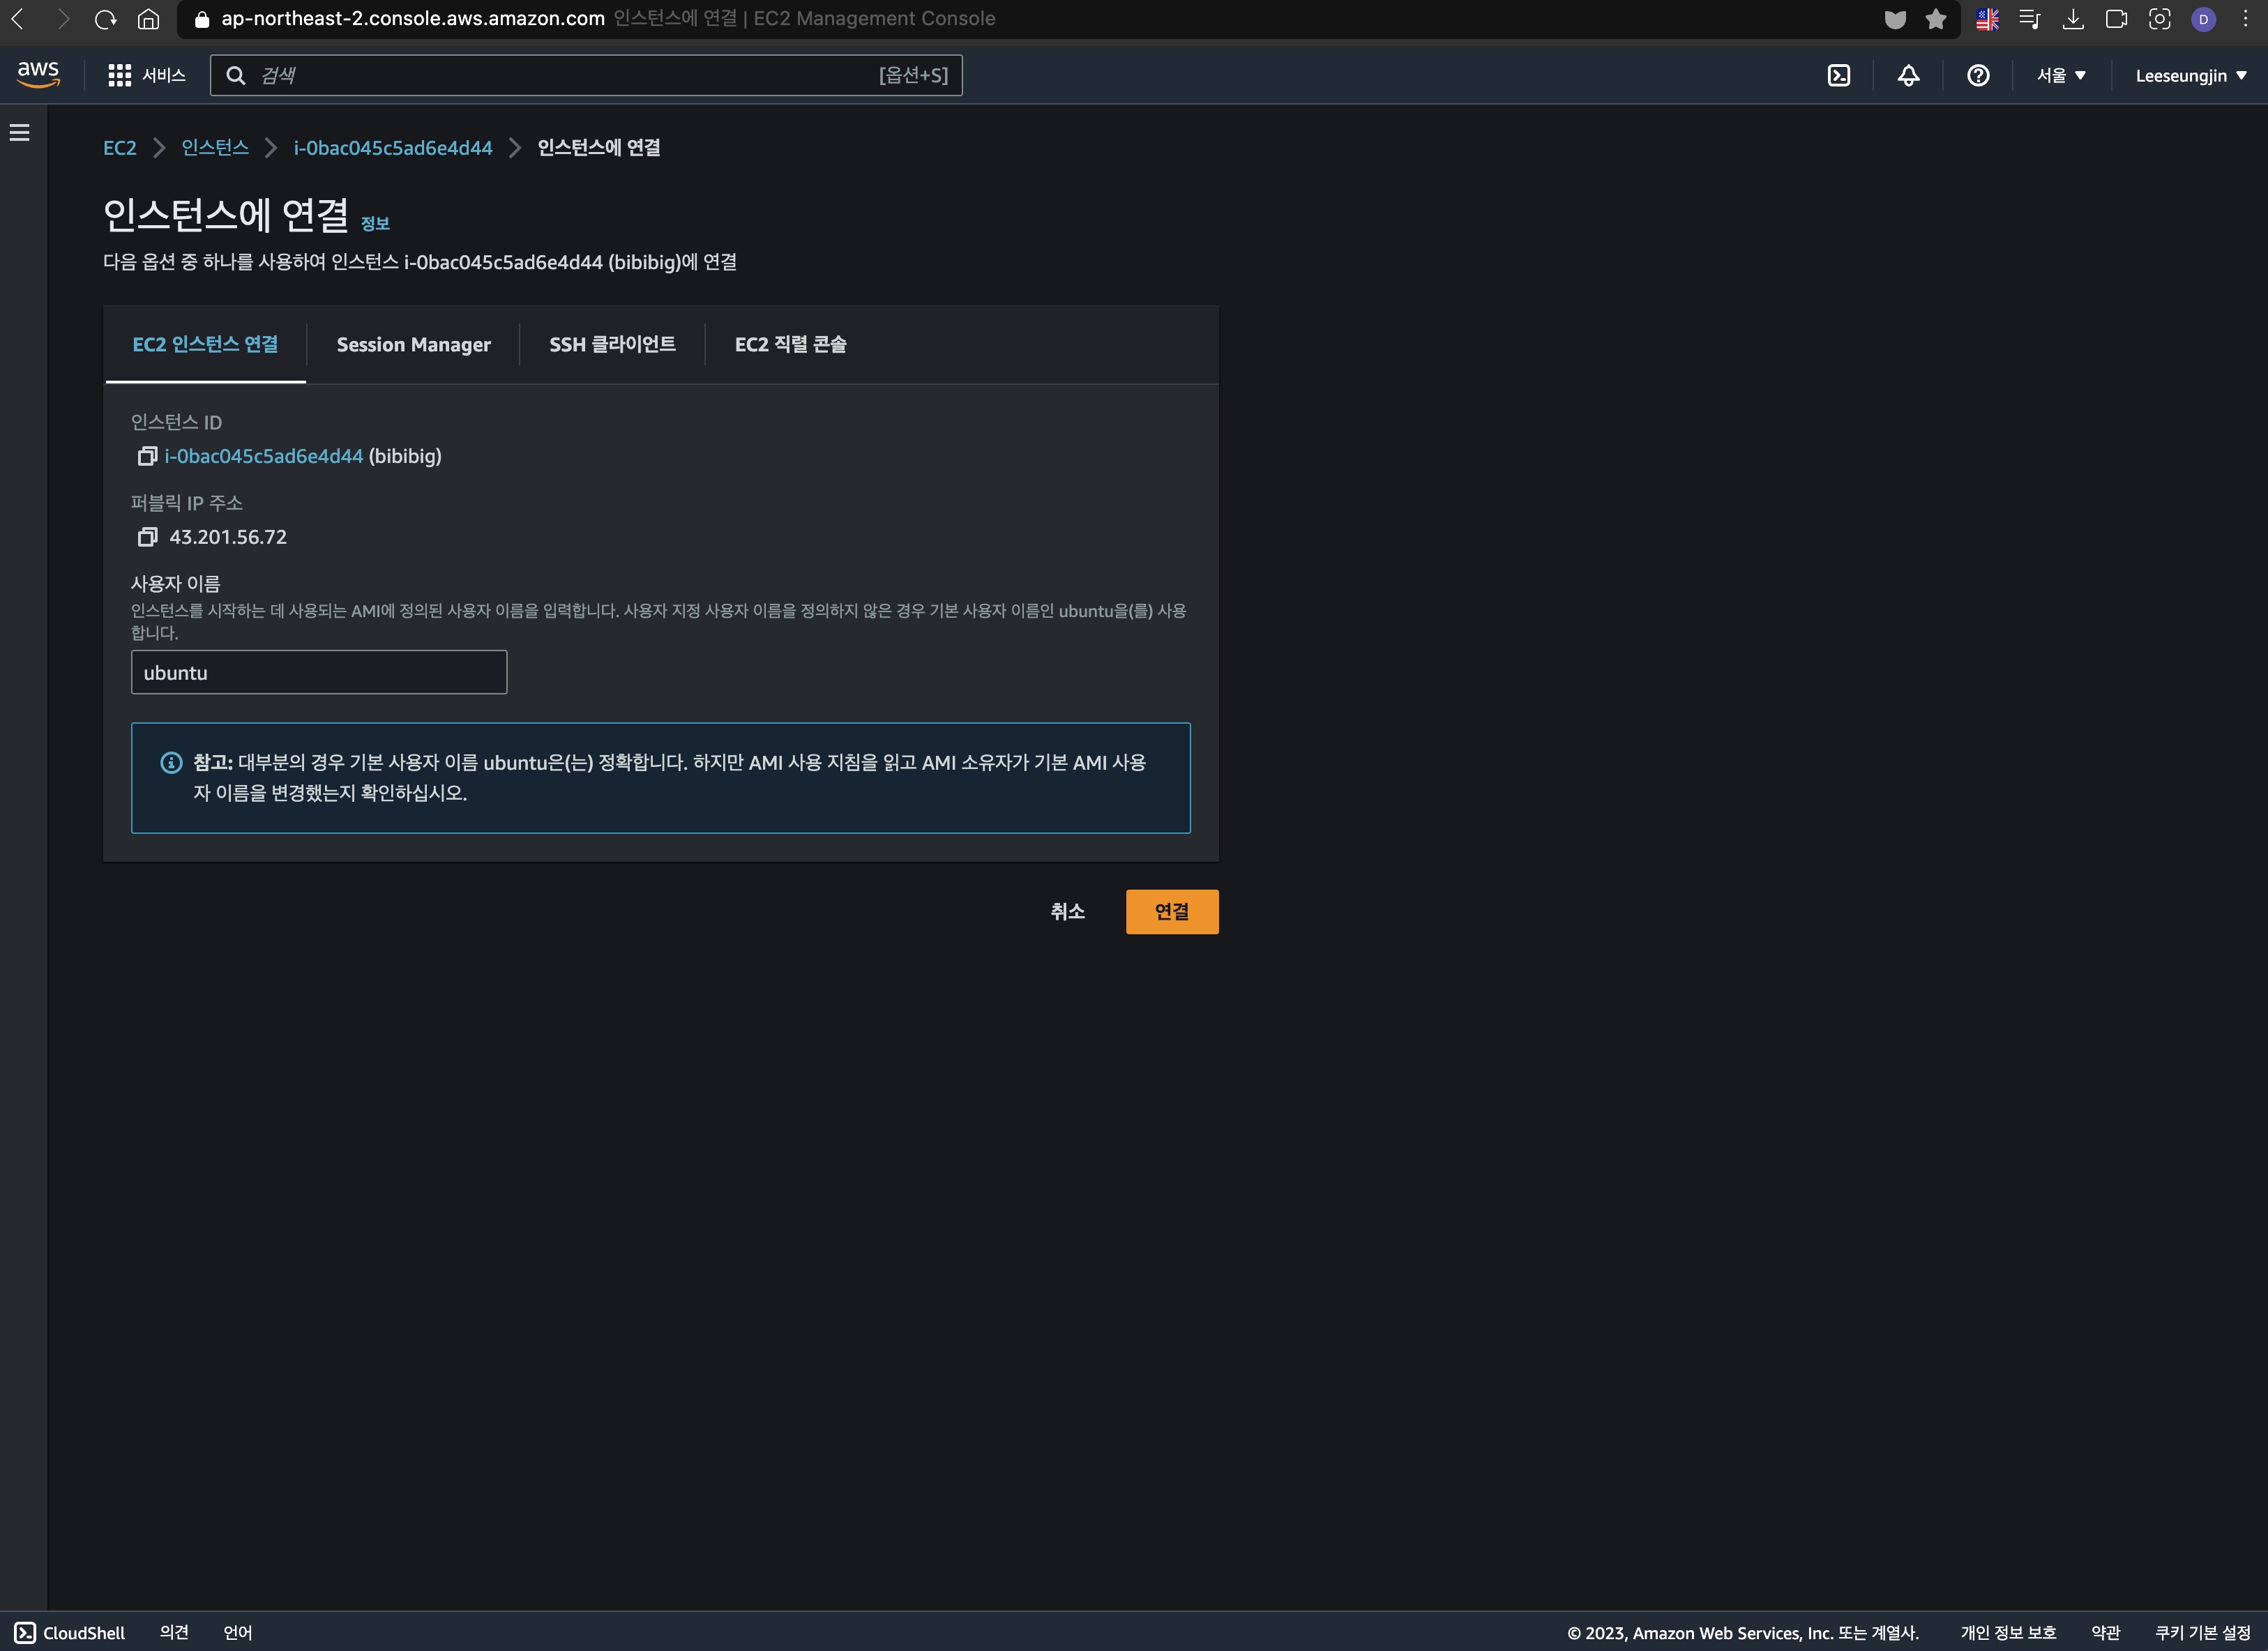 ap-northeast-2.console.aws.amazon.com 인스턴스에 연결 | EC2 Management Console
D
aws
서비스
검색
[옵션+S]
서울
Leeseungjin
EC2
인스턴스
i-0bac045c5ad6e4d44
인스턴스에 연결
인스턴스에 연결 정보
다음 옵션 중 하나를 사용하여 인스턴스 i-0bac045c5ad6e4d44 (bibibig)에 연결
EC2 인스턴스 연결
Session Manager
SSH 클라이언트
EC2 직렬 콘솔
인스턴스 ID
i-0bac045c5ad6e4d44 (bibibig)
퍼블릭 IP 주소
43.201.56.72
사용자 이름
인스턴스를 시작하는 데 사용되는 AMI에 정의된 사용자 이름을 입력합니다. 사용자 지정 사용자 이름을 정의하지 않은 경우 기본 사용자 이름인 ubuntu을(를) 사용
합니다.
ubuntu
참고: 대부분의 경우 기본 사용자 이름 ubuntu은(는) 정확합니다. 하지만 AMI 사용 지침을 읽고 AMI 소유자가 기본 AMI 사용
자 이름을 변경했는지 확인하십시오.
취소
연결
CloudShell
의견
언어
© 2023, Amazon Web Services, Inc. 또는 계열사.
개인 정보 보호
약관
쿠키 기본 설정